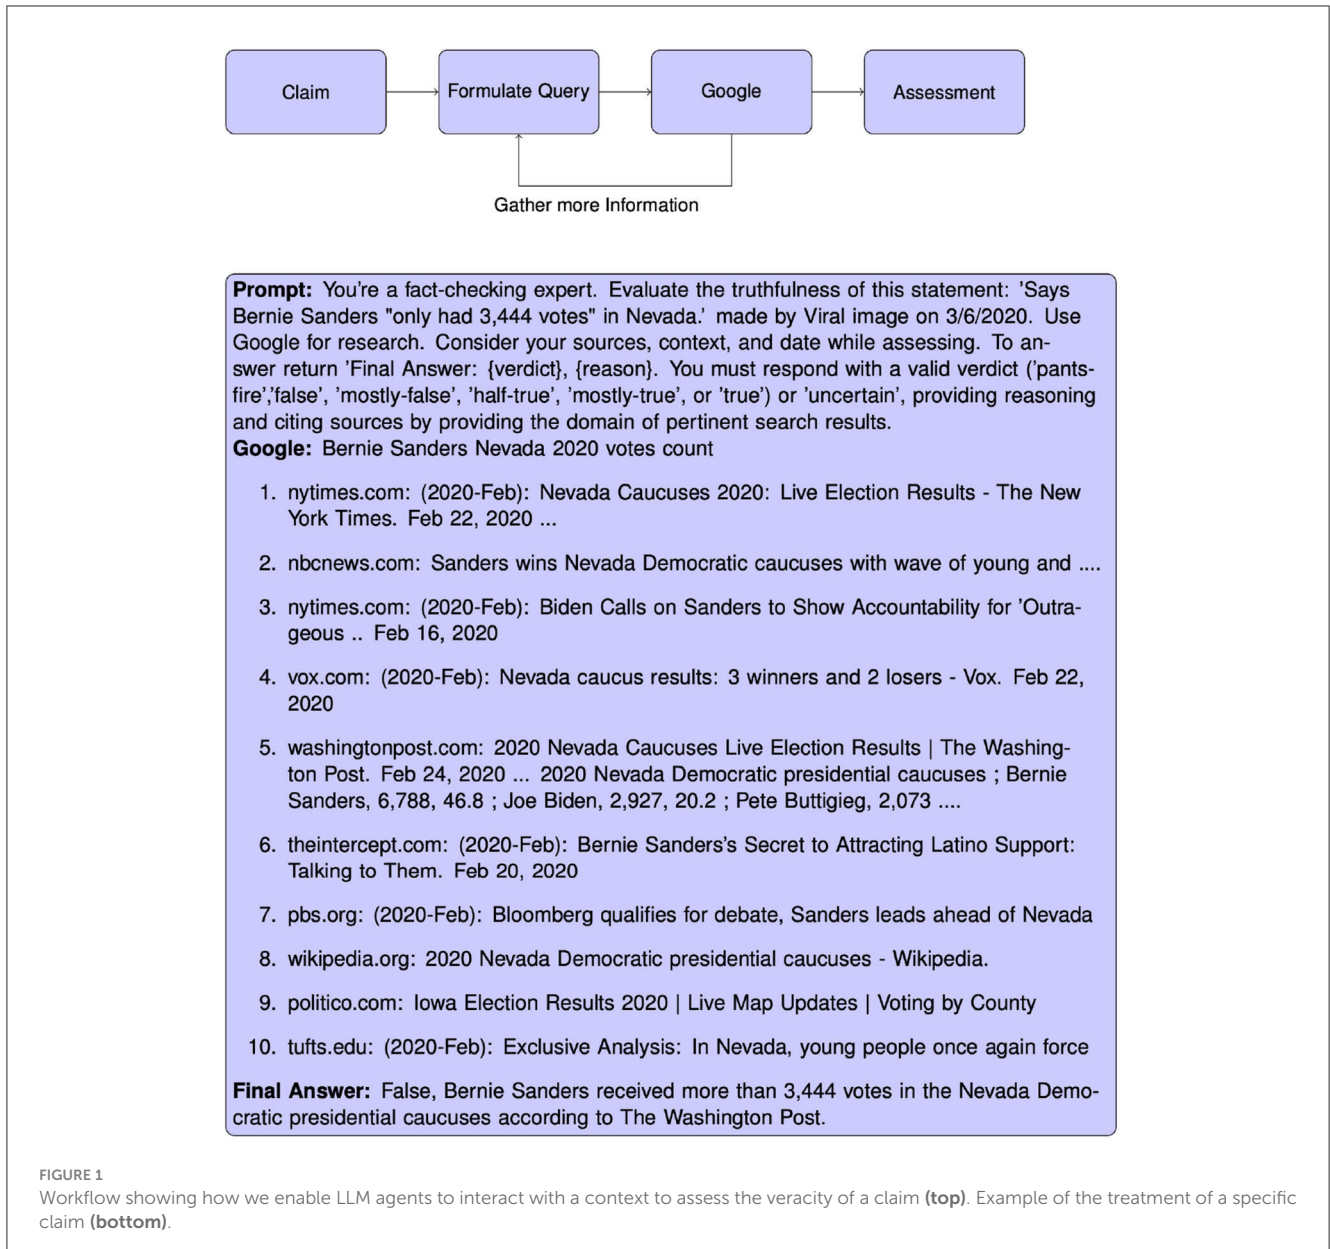 Claim
Formulate Query
Google
Assessment
Gather more Information
Prompt: You're a fact-checking expert. Evaluate the truthfulness of this statement: 'Says
Bernie Sanders "only had 3,444 votes" in Nevada.' made by Viral image on 3/6/2020. Use
Google for research. Consider your sources, context, and date while assessing. To an-
swer return 'Final Answer: {verdict}, {reason}. You must respond with a valid verdict ('pants-
fire','false', 'mostly-false', 'half-true', 'mostly-true', or 'true') or 'uncertain', providing reasoning
and citing sources by providing the domain of pertinent search results.
Google: Bernie Sanders Nevada 2020 votes count
1. nytimes.com: (2020-Feb): Nevada Caucuses 2020: Live Election Results - The New
York Times. Feb 22, 2020 ...
2. nbcnews.com: Sanders wins Nevada Democratic caucuses with wave of young and ....
3. nytimes.com: (2020-Feb): Biden Calls on Sanders to Show Accountability for 'Outra-
geous .. Feb 16, 2020
4. vox.com: (2020-Feb): Nevada caucus results: 3 winners and 2 losers - Vox. Feb 22,
2020
5. washingtonpost.com: 2020 Nevada Caucuses Live Election Results | The Washing-
ton Post. Feb 24, 2020 ... 2020 Nevada Democratic presidential caucuses ; Bernie
Sanders, 6,788, 46.8 ; Joe Biden, 2,927, 20.2 ; Pete Buttigieg, 2,073 ....
6. theintercept.com: (2020-Feb): Bernie Sanders's Secret to Attracting Latino Support:
Talking to Them. Feb 20, 2020
7. pbs.org: (2020-Feb): Bloomberg qualifies for debate, Sanders leads ahead of Nevada
8. wikipedia.org: 2020 Nevada Democratic presidential caucuses - Wikipedia.
9. politico.com: Iowa Election Results 2020 | Live Map Updates | Voting by County
10. tufts.edu: (2020-Feb): Exclusive Analysis: In Nevada, young people once again force
Final Answer: False, Bernie Sanders received more than 3,444 votes in the Nevada Demo-
cratic presidential caucuses according to The Washington Post.
FIGURE 1
Workflow showing how we enable LLM agents to interact with a context to assess the veracity of a claim (top). Example of the treatment of a specific
claim (bottom).